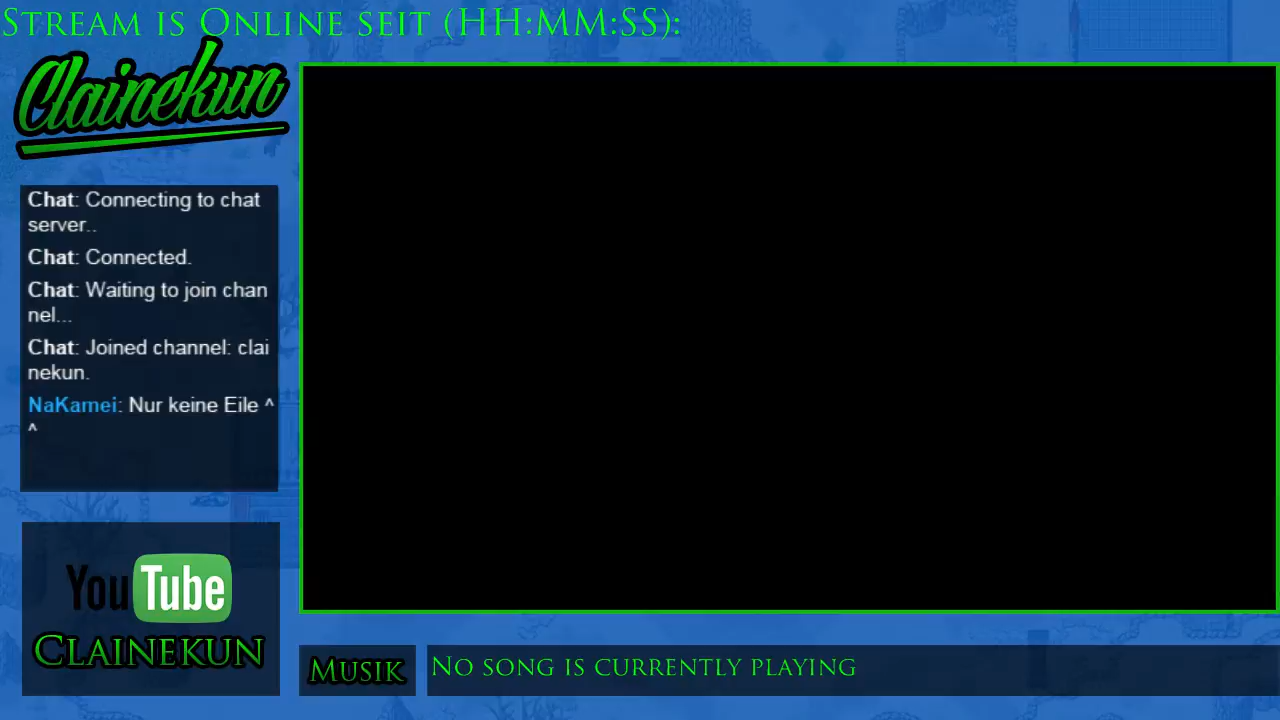 STREAM IS ONLINE SEIT (HH:MM:SS):
Clainekun
Chat: Connecting to chat
server..
Chat: Connected.
Chat: Waiting to join chan
nel...
Chat: Joined channel: clai
nekun.
NaKamei: Nur keine Eile ^
^
YouTube
CLAINEKUN
MUSIK
NO SONG IS CURRENTLY PLAYING